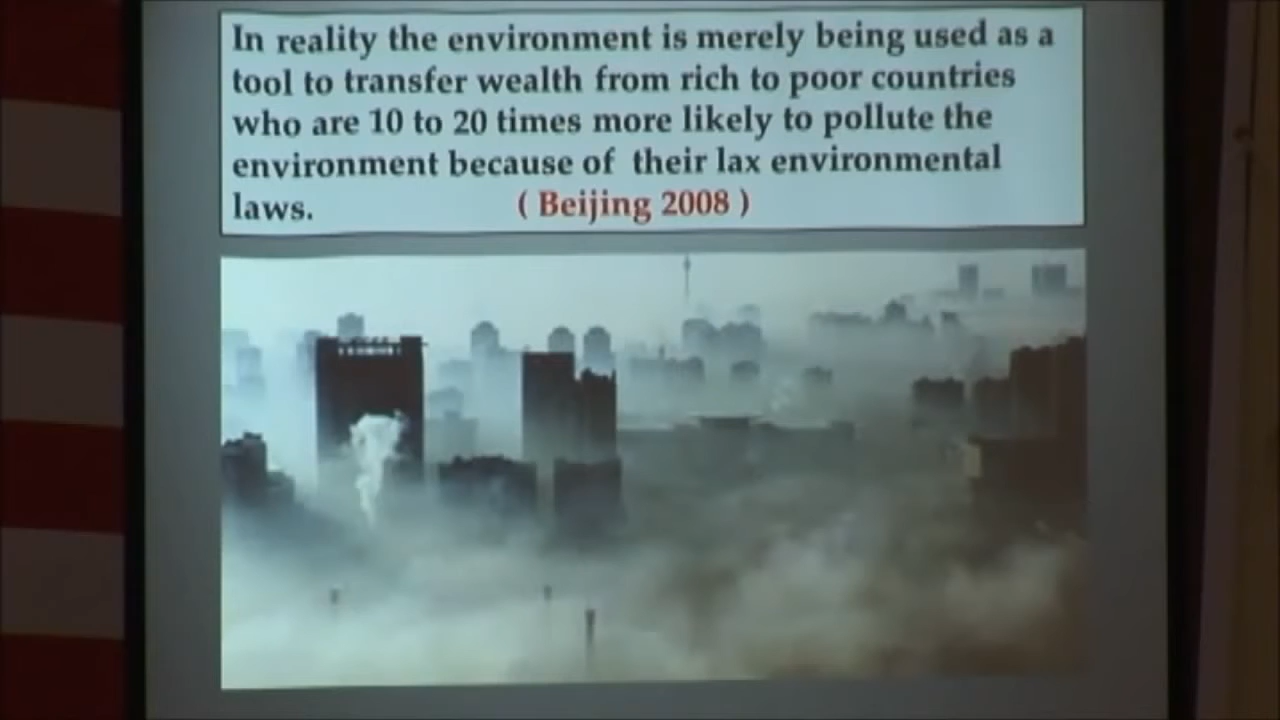 In reality the environment is merely being used as a
tool to transfer wealth from rich to poor countries
who are 10 to 20 times more likely to pollute the
environment because of their lax environmental
laws. ( Beijing 2008 )